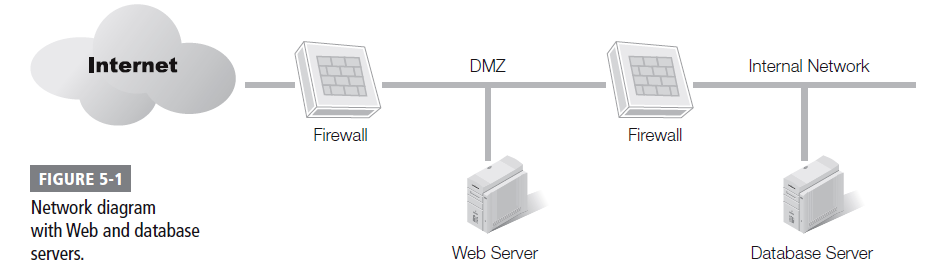 Internet
DMZ
Internal Network
Firewall
Firewall
FIGURE 5-1
Network diagram
with Web and database
servers.
Web Server
Database Server